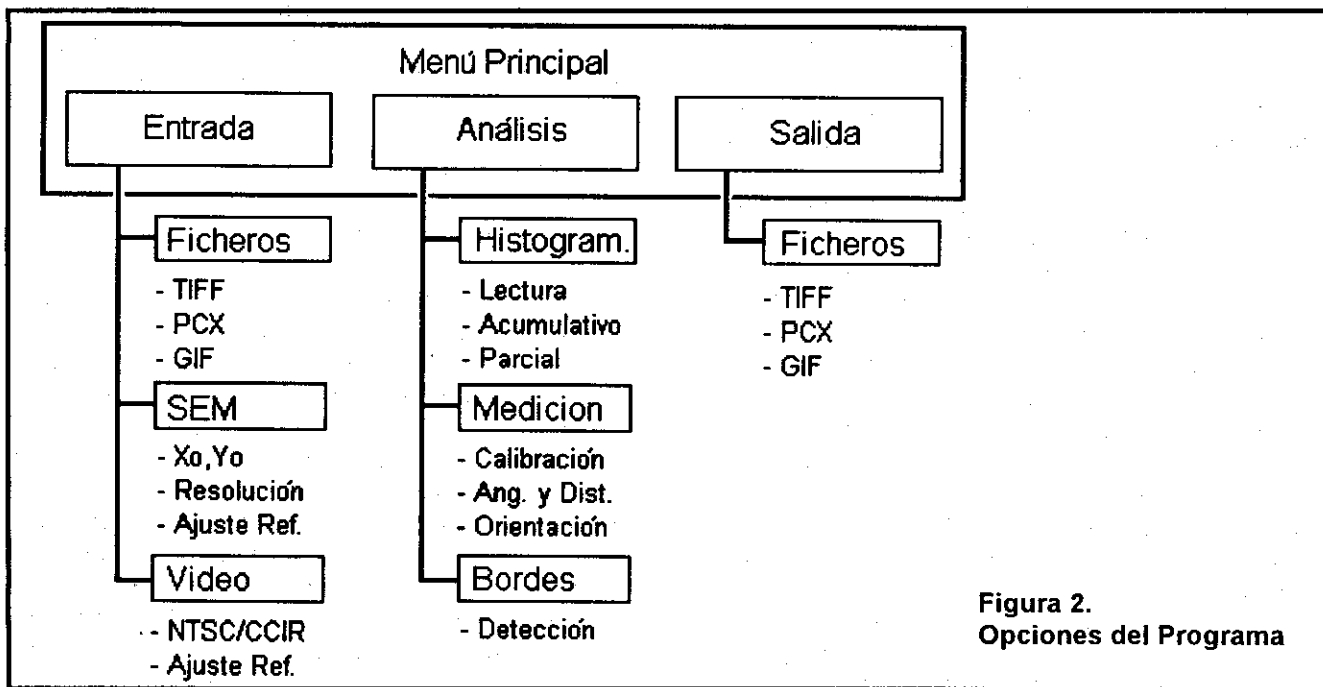 Menú Principal
Entrada
Análisis
Salida
Ficheros
- TIFF
- PCX
- GIF
SEM
- Xo,Yo
- Resolución
- Ajuste Ref.
Video
- NTSC/CCIR
- Ajuste Ref.
Histogram.
- Lectura
- Acumulativo
- Parcial
Medicion
- Calibración
- Ang. y Dist.
- Orientación
Bordes
- Detección
Ficheros
- TIFF
- PCX
- GIF
Figura 2.
Opciones del Programa